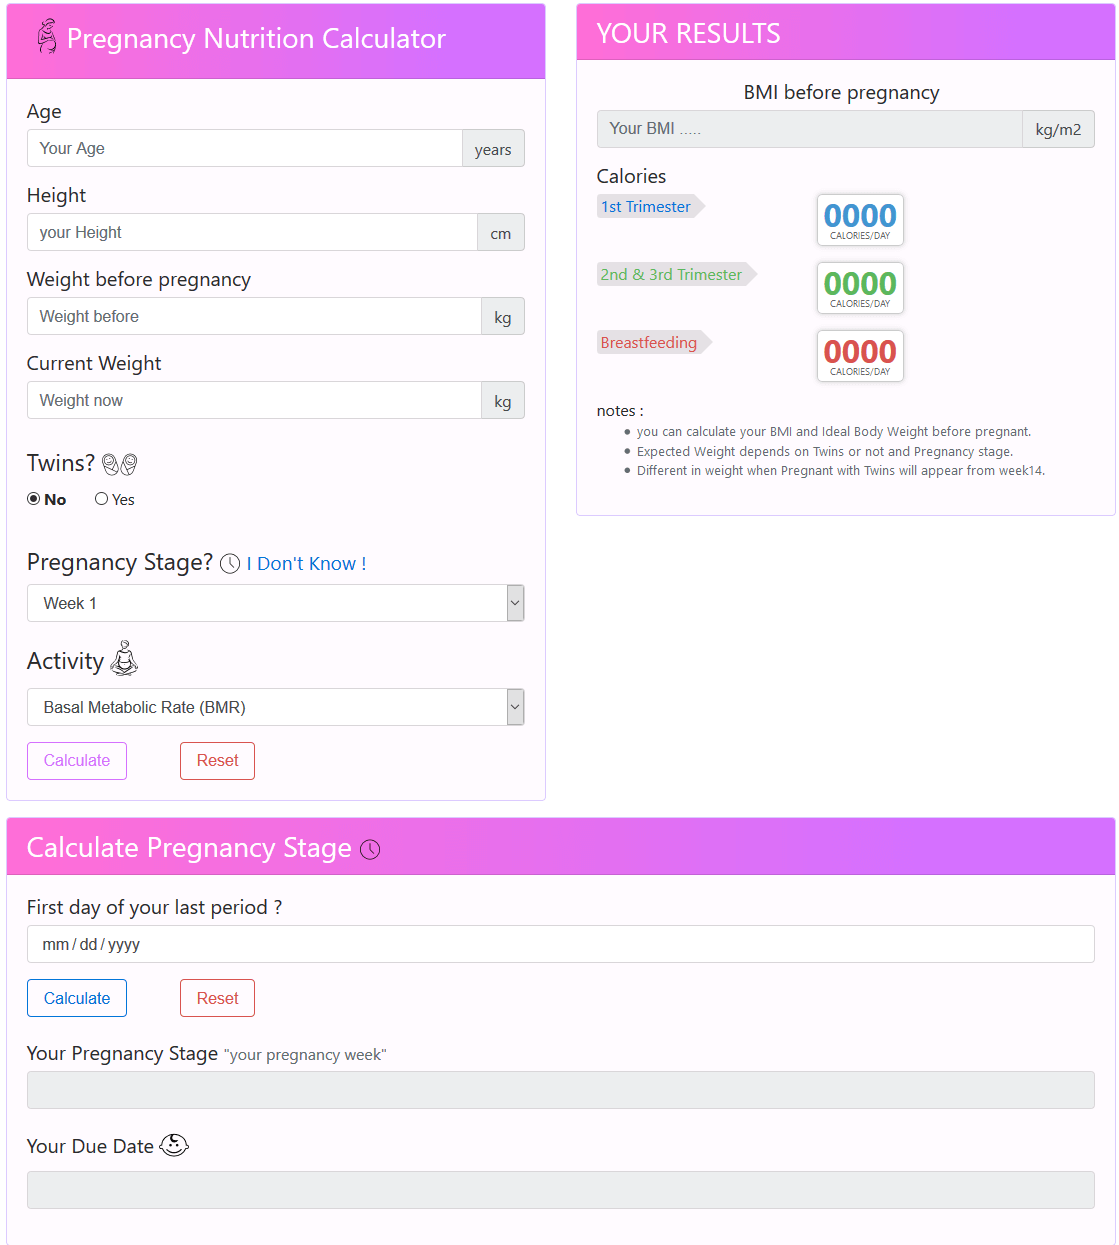 Pregnancy Nutrition Calculator
Age
Your Age years
Height
your Height cm
Weight before pregnancy
Weight before kg
Current Weight
Weight now kg
Twins?
No Yes
Pregnancy Stage? I Don't Know !
Week 1
Activity
Basal Metabolic Rate (BMR)
Calculate Reset
YOUR RESULTS
BMI before pregnancy
Your BMI ..... kg/m2
Calories
1st Trimester 0000
CALORIES/DAY
2nd & 3rd Trimester 0000
CALORIES/DAY
Breastfeeding 0000
CALORIES/DAY
notes :
you can calculate your BMI and Ideal Body Weight before pregnant.
Expected Weight depends on Twins or not and Pregnancy stage.
Different in weight when Pregnant with Twins will appear from week14.
Calculate Pregnancy Stage
First day of your last period ?
mm/dd/yyyy
Calculate Reset
Your Pregnancy Stage "your pregnancy week"
Your Due Date